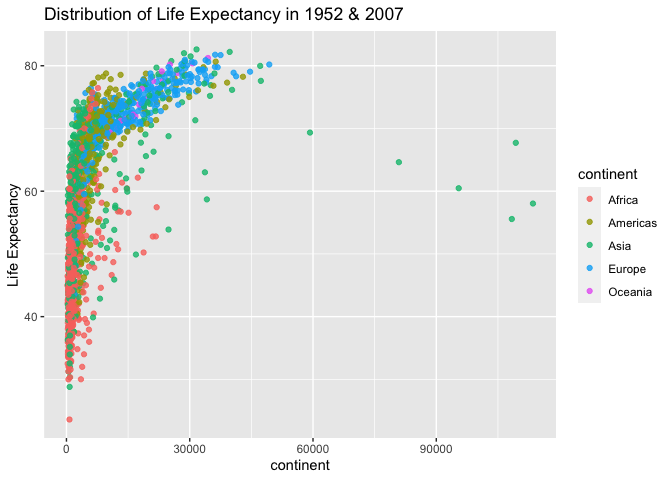 Distribution of Life Expectancy in 1952 & 2007
80
60
40
Life Expectancy
0
30000
60000
90000
continent
continent
Africa
Americas
Asia
Europe
Oceania